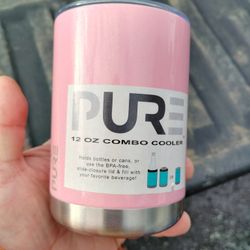 PURE
12 OZ COMBO COOLER
Holds bottles or cans, or
use the BPA-free,
slide-closure lid & fill with
your favorite beverage!
PURE